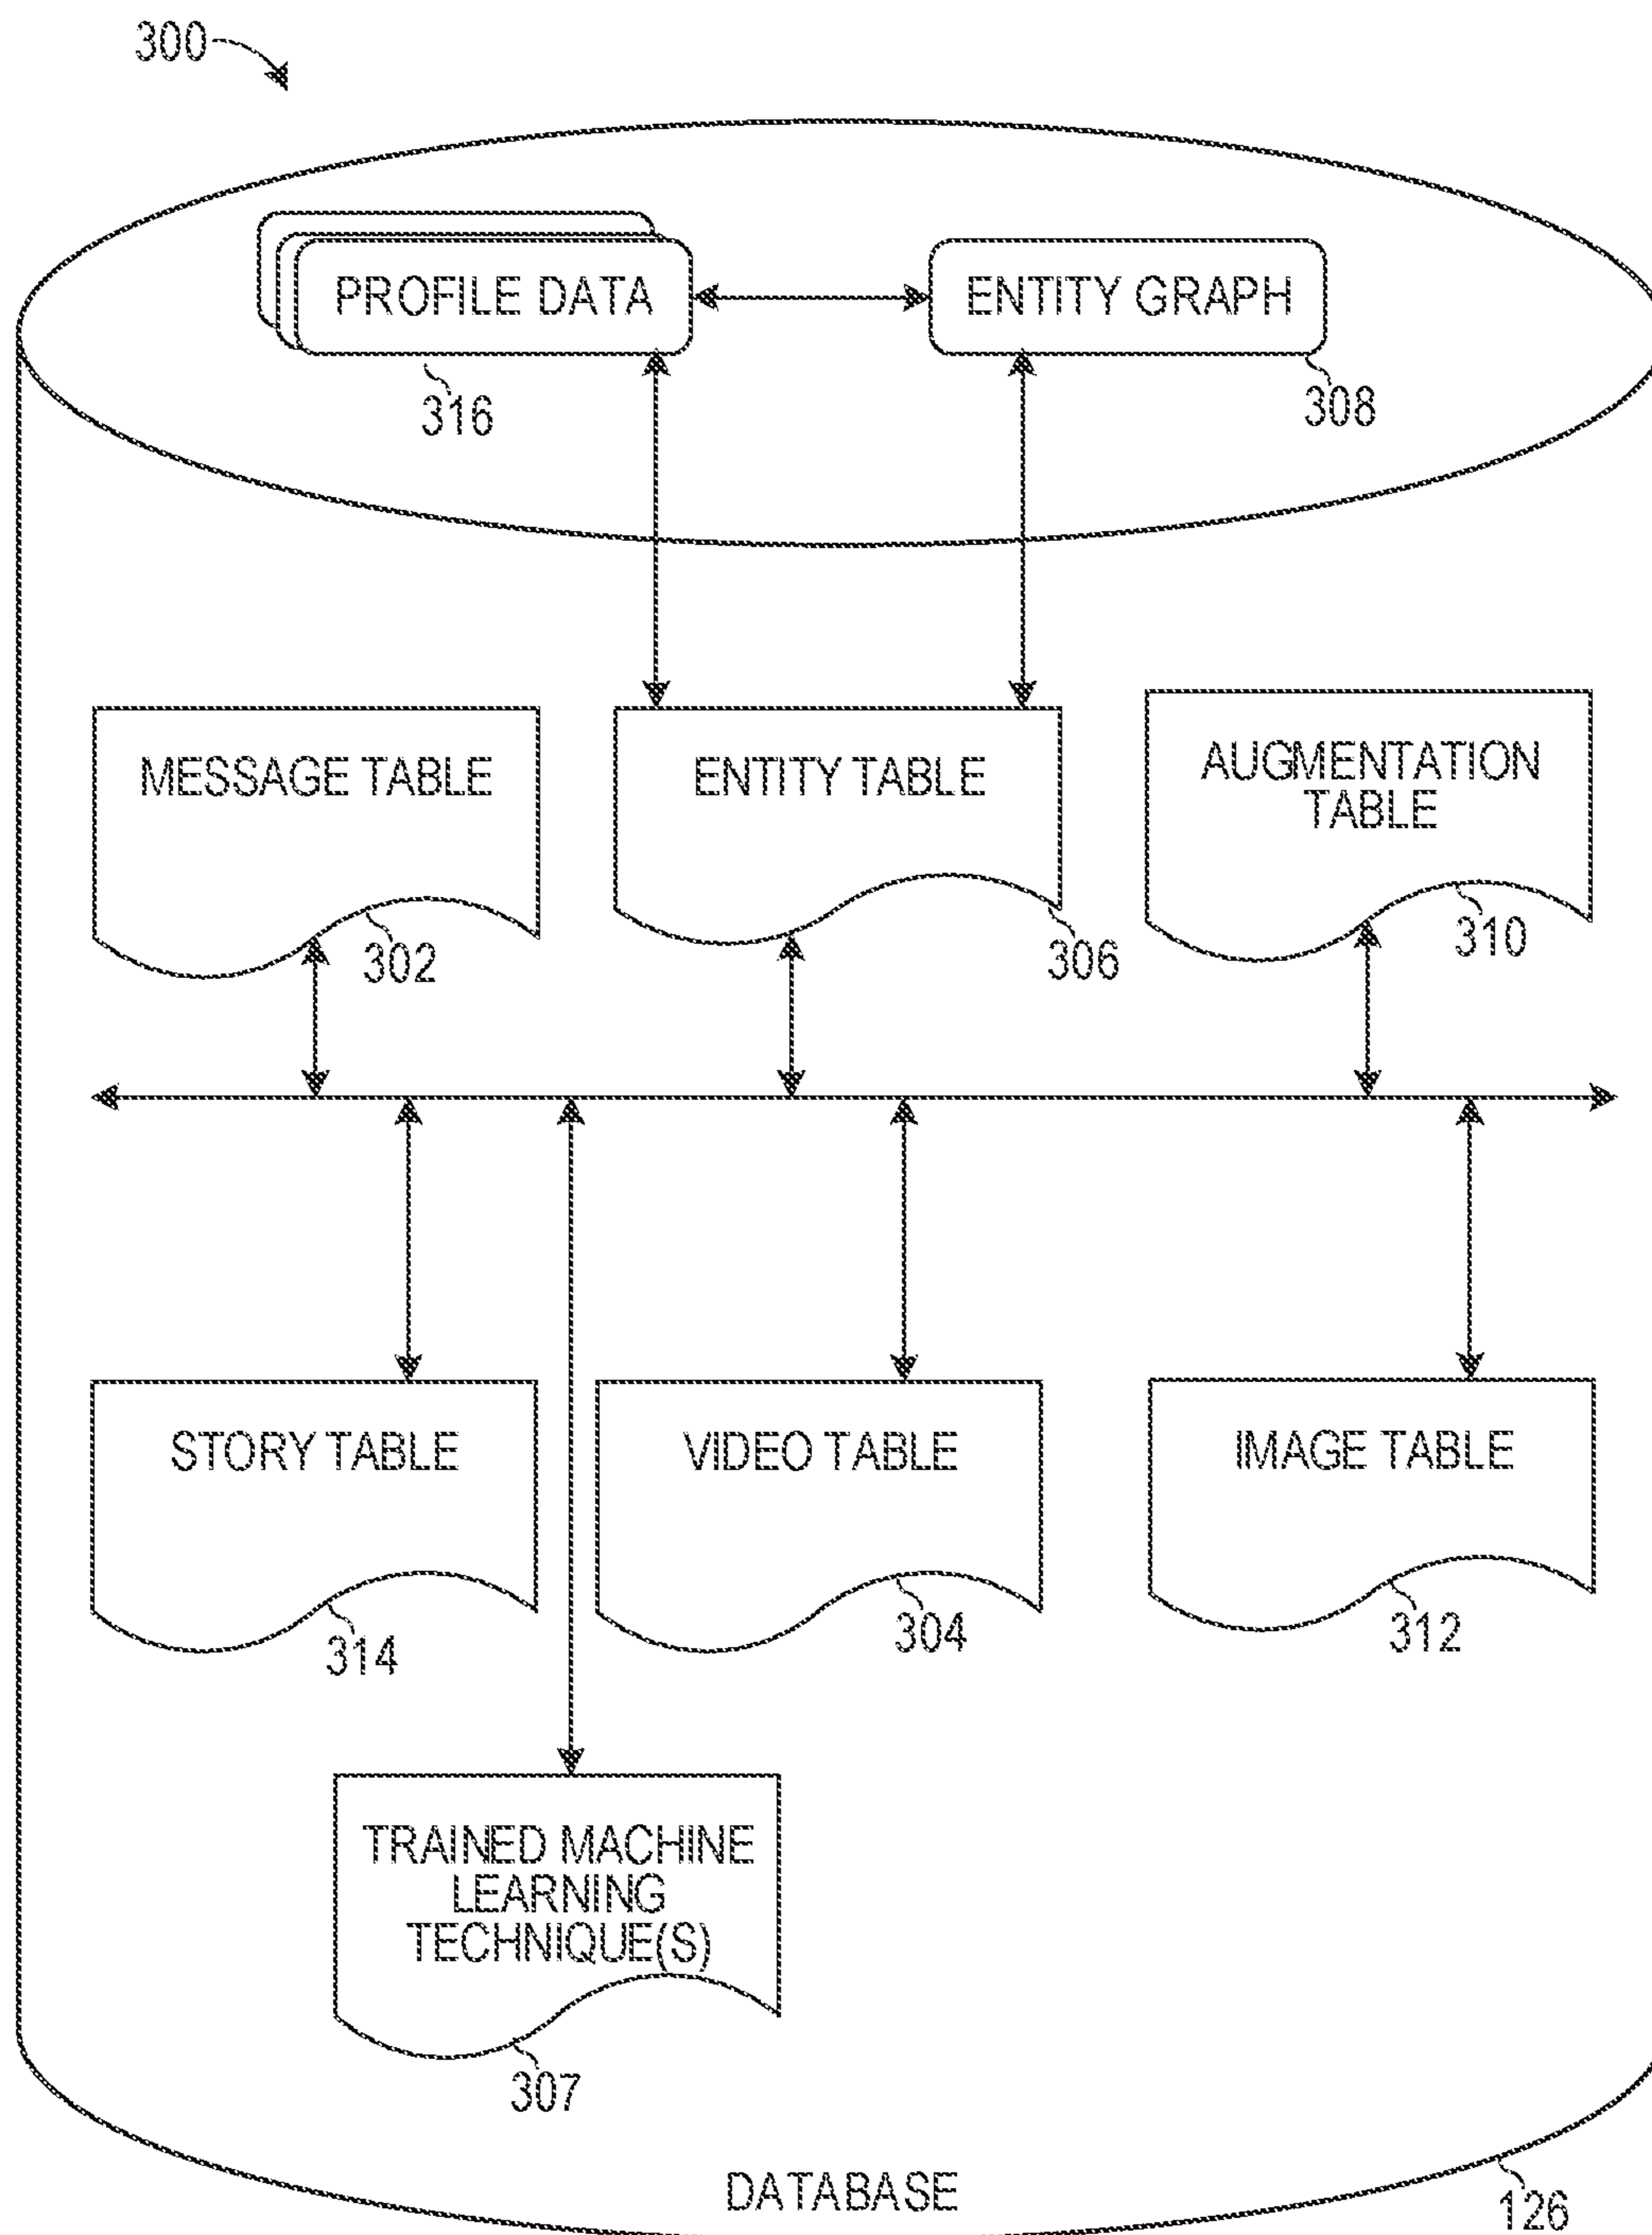 300
PROFILE DATA
ENTITY GRAPH
316
308
MESSAGE TABLE
ENTITY TABLE
AUGMENTATION
TABLE
302
306
310
STORY TABLE
VIDEO TABLE
IMAGE TABLE
314
304
312
TRAINED MACHINE
LEARNING
TECHNIQUE(S)
307
DATABASE
126